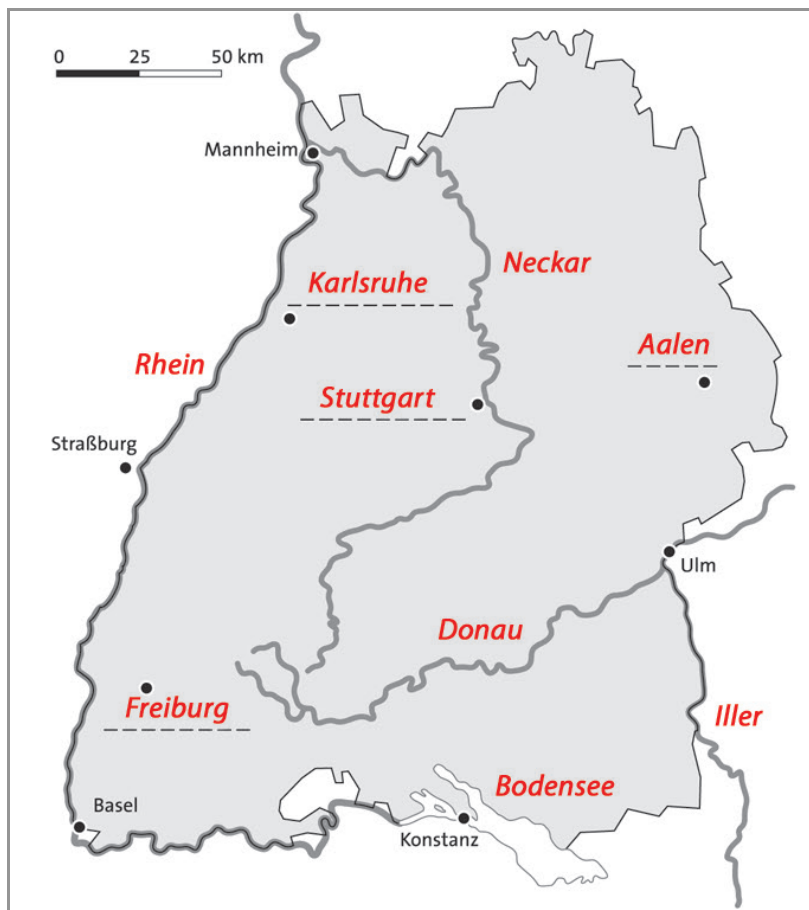 0 25 50 km
Mannheim
Neckar
Karlsruhe
Rhein
Aalen
Stuttgart
Straßburg
Ulm
Donau
Freiburg
Iller
Bodensee
Basel
Konstanz